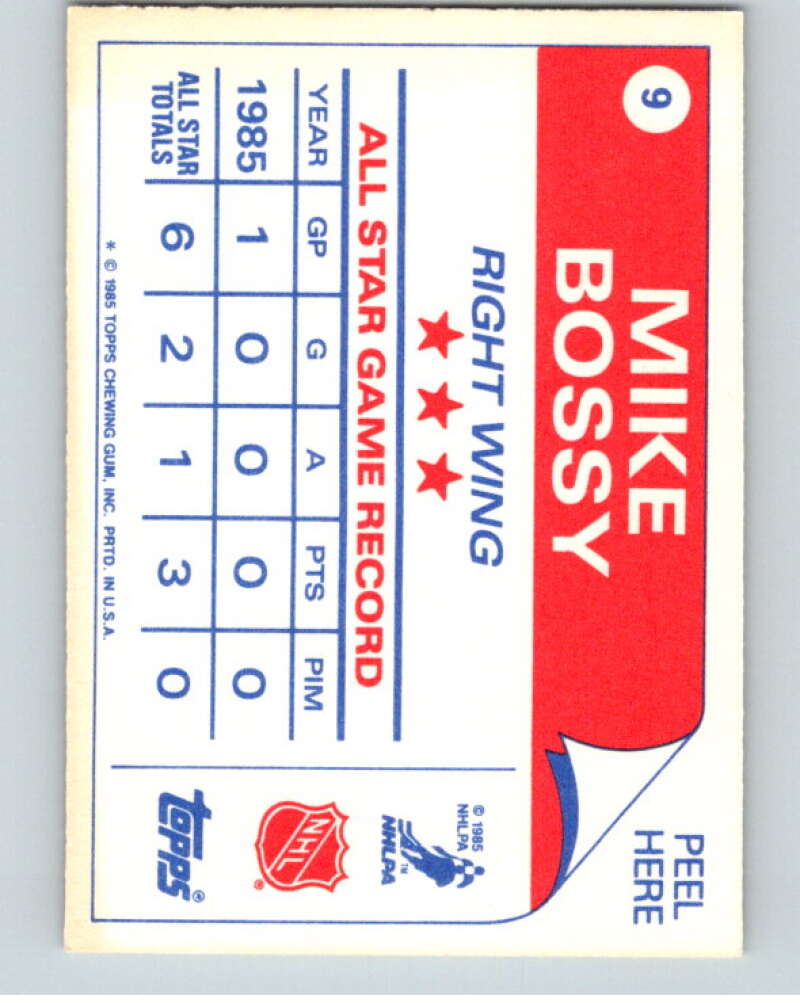 9
MIKE
BOSSY
PEEL
HERE
RIGHT WING
ALL STAR GAME RECORD
YEAR GP G A PTS PIM
1985 1 0 0 0 0
ALL STAR
TOTALS 6 2 1 3 0
© 1985
NHLPA
NHLPA™
NHL®
topps®
* © 1985 TOPPS CHEWING GUM, INC. PRTD. IN U.S.A.